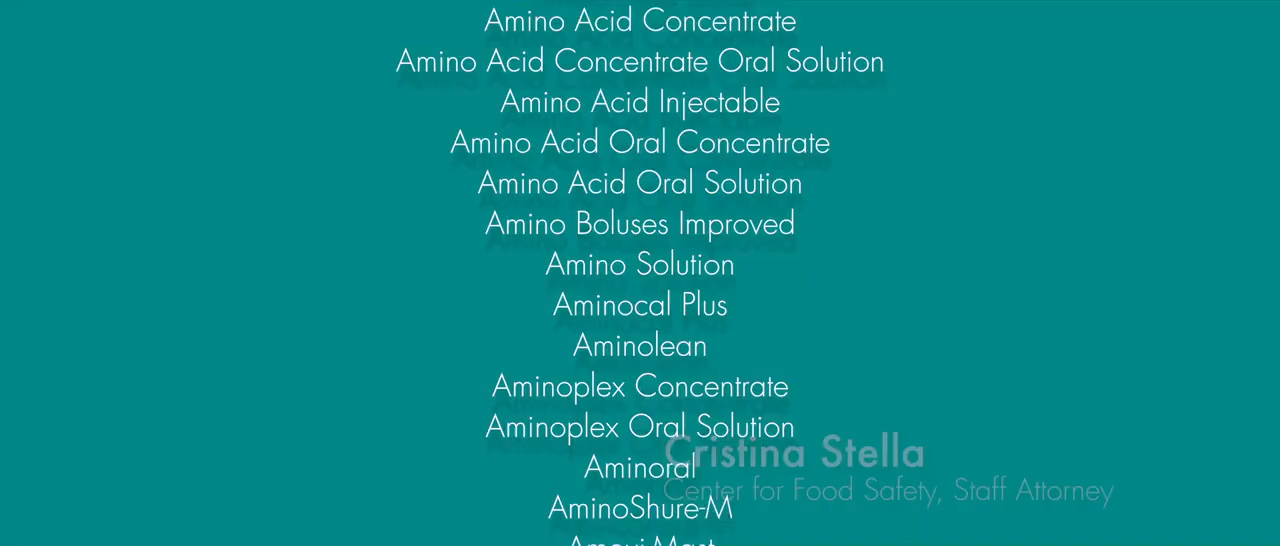 Amino Acid Concentrate
Amino Acid Concentrate Oral Solution
Amino Acid Injectable
Amino Acid Oral Concentrate
Amino Acid Oral Solution
Amino Boluses Improved
Amino Solution
Aminocal Plus
Aminolean
Aminoplex Concentrate
Aminoplex Oral Solution
Cristina Stella
Aminoral
Center for Food Safety, Staff Attorney
AminoShure-M